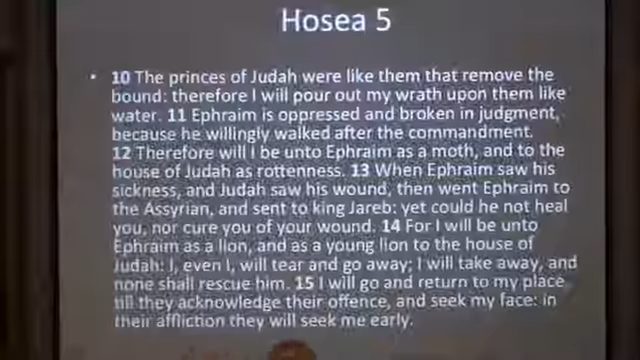 Hosea 5
• 10 The princes of Judah were like them that remove the
bound: therefore I will pour out my wrath upon them like
water. 11 Ephraim is oppressed and broken in judgment,
because he willingly walked after the commandment.
12 Therefore will I be unto Ephraim as a moth, and to the
house of Judah as rottenness. 13 When Ephraim saw his
sickness, and Judah saw his wound, then went Ephraim to
the Assyrian, and sent to king Jareb: yet could he not heal
you, nor cure you of your wound. 14 For I will be unto
Ephraim as a lion, and as a young lion to the house of
Judah: I, even I, will tear and go away; I will take away, and
none shall rescue him. 15 I will go and return to my place
till they acknowledge their offence, and seek my face: in
their affliction they will seek me early.